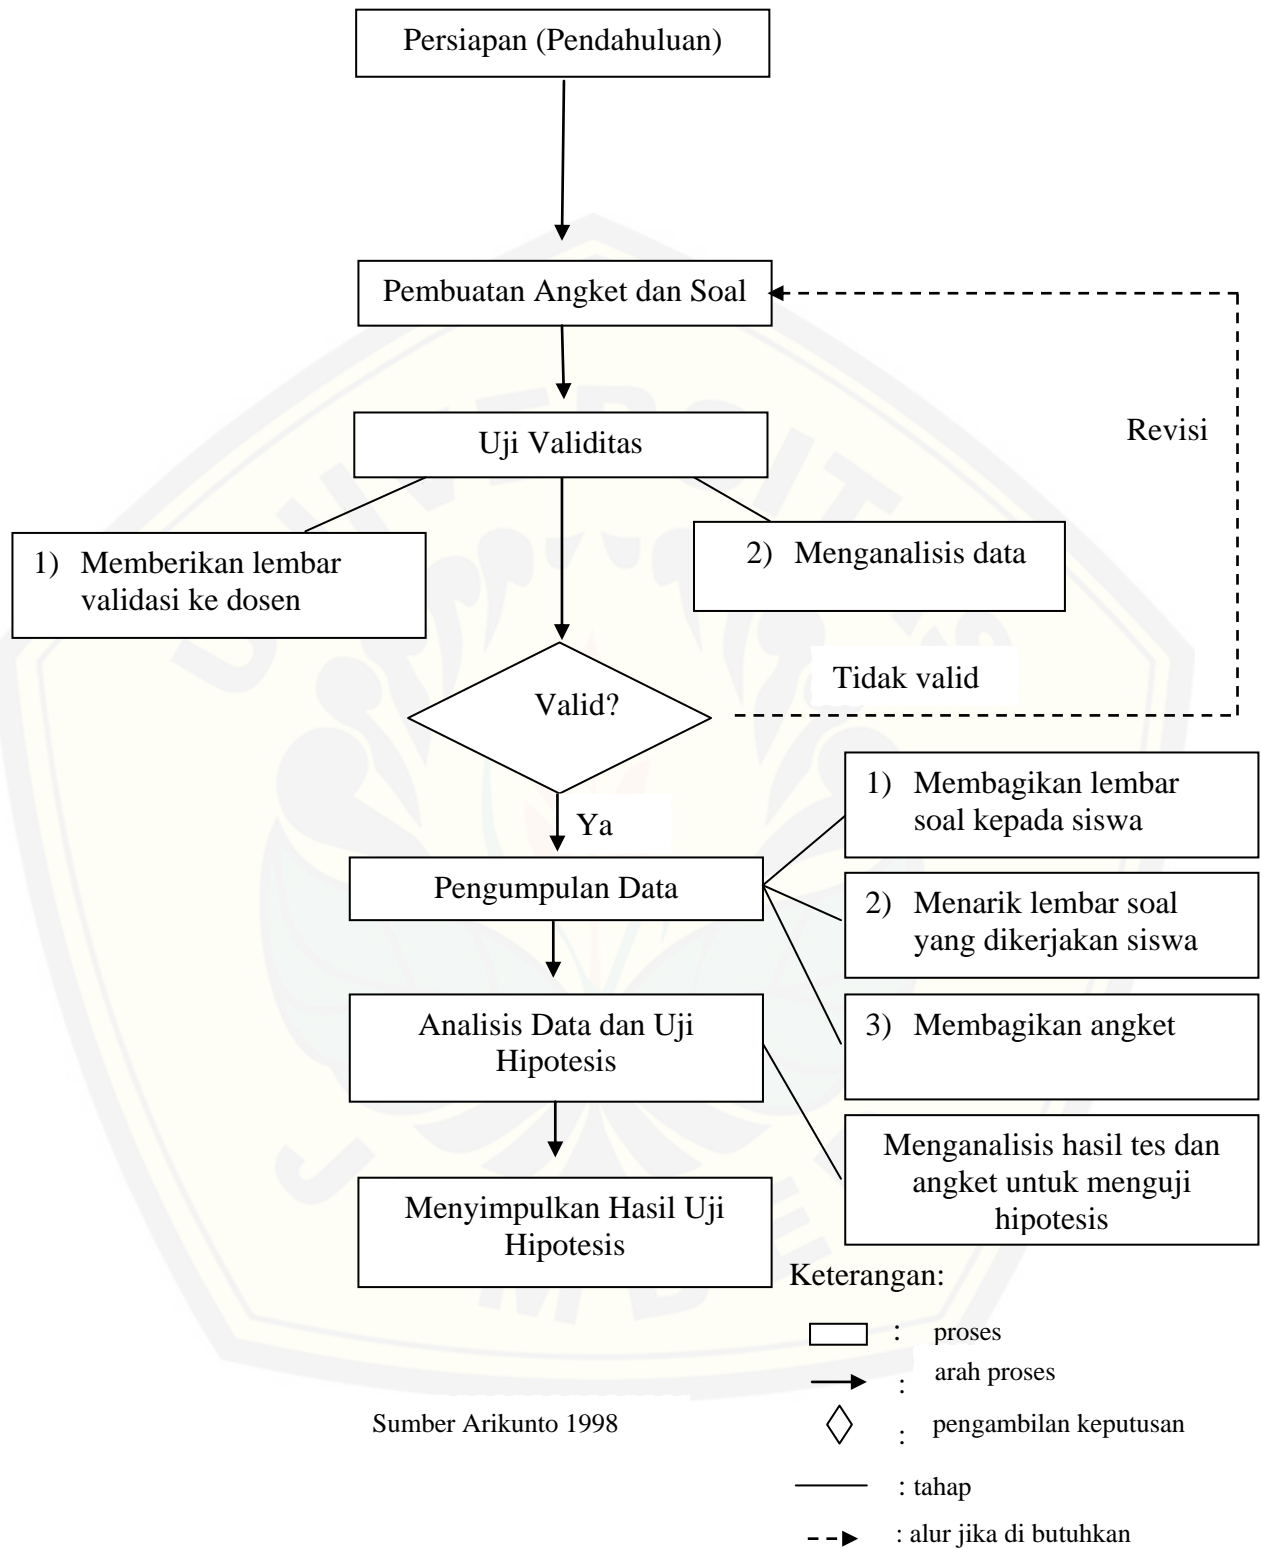 Persiapan (Pendahuluan)
Pembuatan Angket dan Soal
Revisi
Uji Validitas
1) Memberikan lembar
validasi ke dosen
2) Menganalisis data
Valid?
Tidak valid
Ya
Pengumpulan Data
1) Membagikan lembar
soal kepada siswa
2) Menarik lembar soal
yang dikerjakan siswa
3) Membagikan angket
Analisis Data dan Uji
Hipotesis
Menganalisis hasil tes dan
angket untuk menguji
hipotesis
Menyimpulkan Hasil Uji
Hipotesis
Keterangan:
: proses
: arah proses
: pengambilan keputusan
: tahap
: alur jika di butuhkan
Sumber Arikunto 1998
UNIVERSITAS
JEMBER